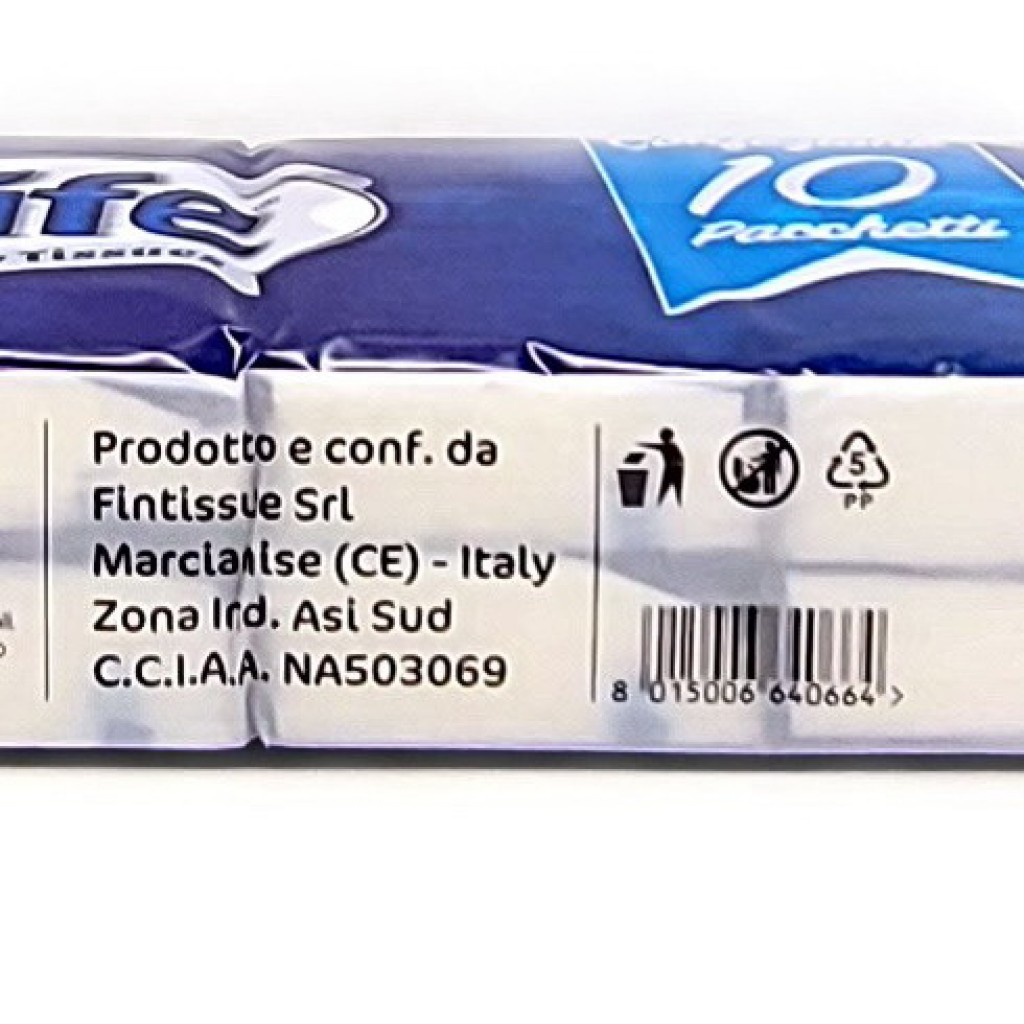 10
Pacchetti
Prodotto e conf. da
Fintissue Srl
Marcianise (CE) - Italy
Zona Ind. Asi Sud
C.C.I.A.A. NA503069
5
PP
8 015006 640664 >